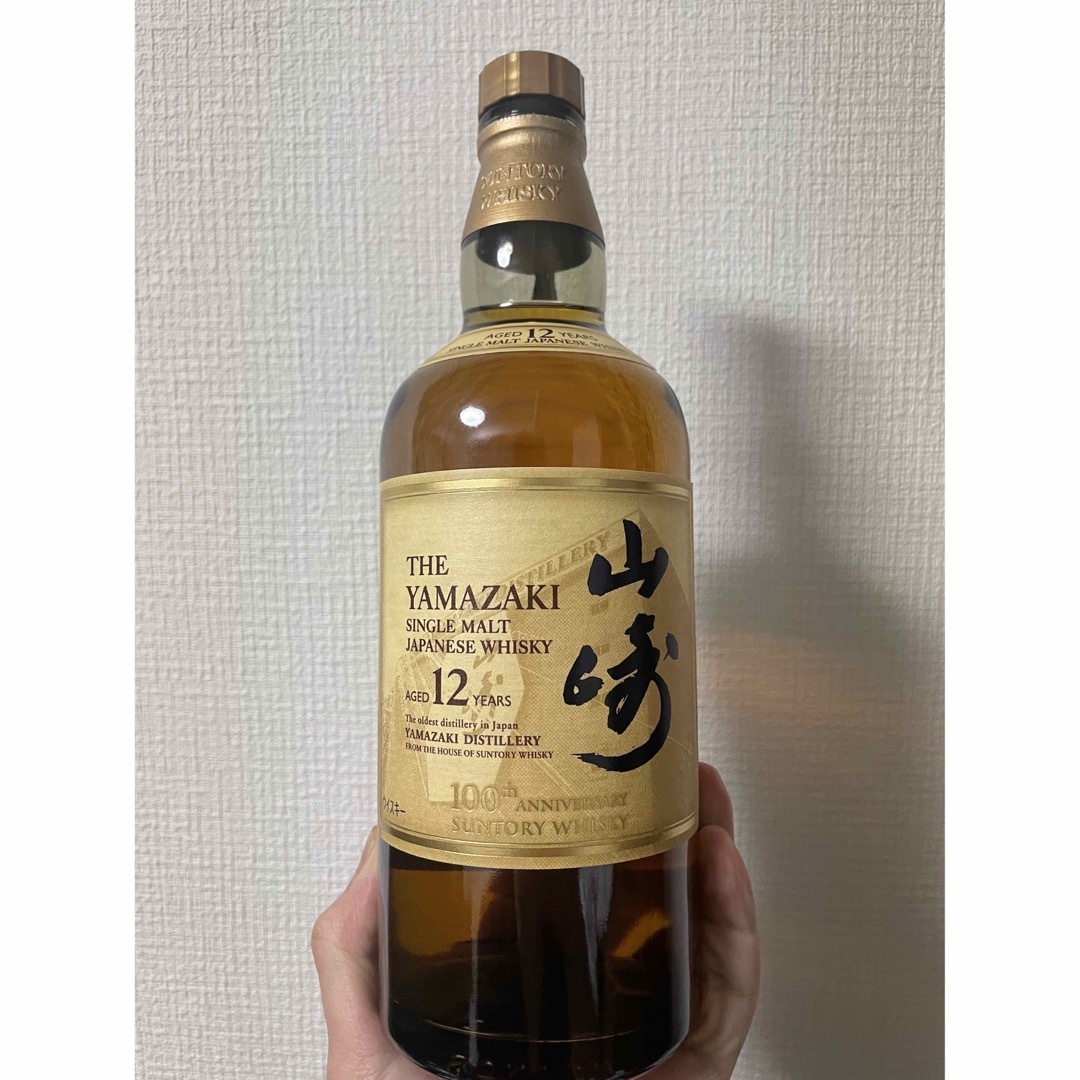 SUNTORY
WHISKY
AGED 12 YEARS
SINGLE MALT JAPANESE WHISKY
THE
YAMAZAKI
SINGLE MALT
JAPANESE WHISKY
AGED 12 YEARS
The oldest distillery in Japan
YAMAZAKI DISTILLERY
FROM THE HOUSE OF SUNTORY WHISKY
山崎
DISTILLERY
100th ANNIVERSARY
SUNTORY WHISKY
ウイスキー